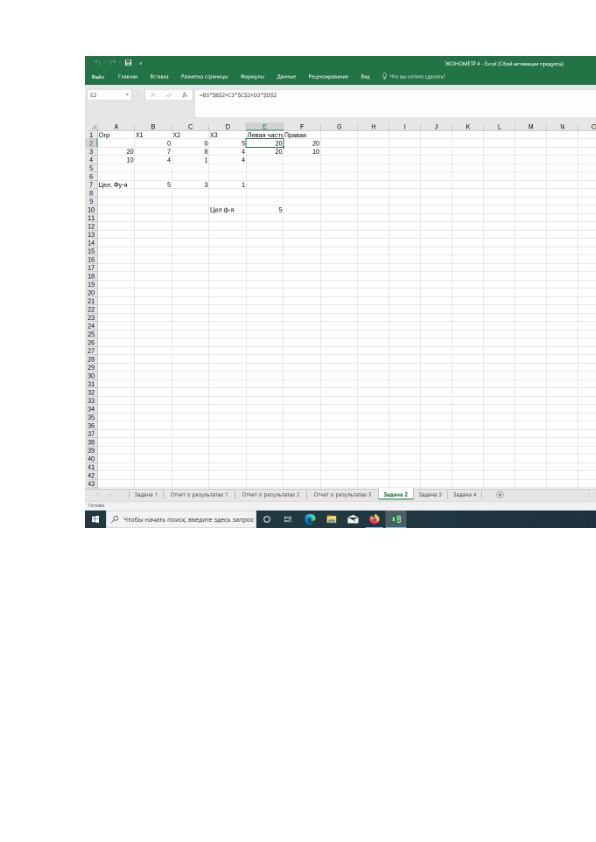 ЭКОНОМЕТР 4 - Excel (Сбой активации продукта)
Файл Главная Вставка Разметка страницы Формулы Данные Рецензирование Вид Что вы хотите сделать?
E2 =B3*$B$2+C3*$C$2+D3*$D$2
A B C D E F G H I J K L M N O
1 Огр X1 X2 X3 Левая часть Правая
2 0 0 5 20 20
3 20 7 8 4 20 10
4 10 4 1 4
5
6
7 Цел. Фу-я 5 3 1
8
9
10 Цел ф-я 5
11
12
13
14
15
16
17
18
19
20
21
22
23
24
25
26
27
28
29
30
31
32
33
34
35
36
37
38
39
40
41
42
43
Задача 1 Отчет о результатах 1 Отчет о результатах 2 Отчет о результатах 3 Задача 2 Задача 3 Задача 4
Готово
Чтобы начать поиск, введите здесь запрос